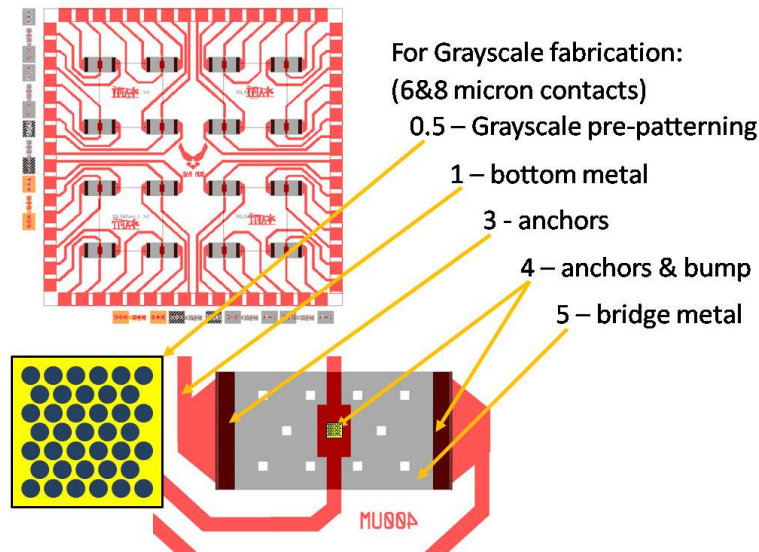 For Grayscale fabrication:
(6&8 micron contacts)
0.5 – Grayscale pre-patterning
1 – bottom metal
3 - anchors
4 – anchors & bump
5 – bridge metal
400UM